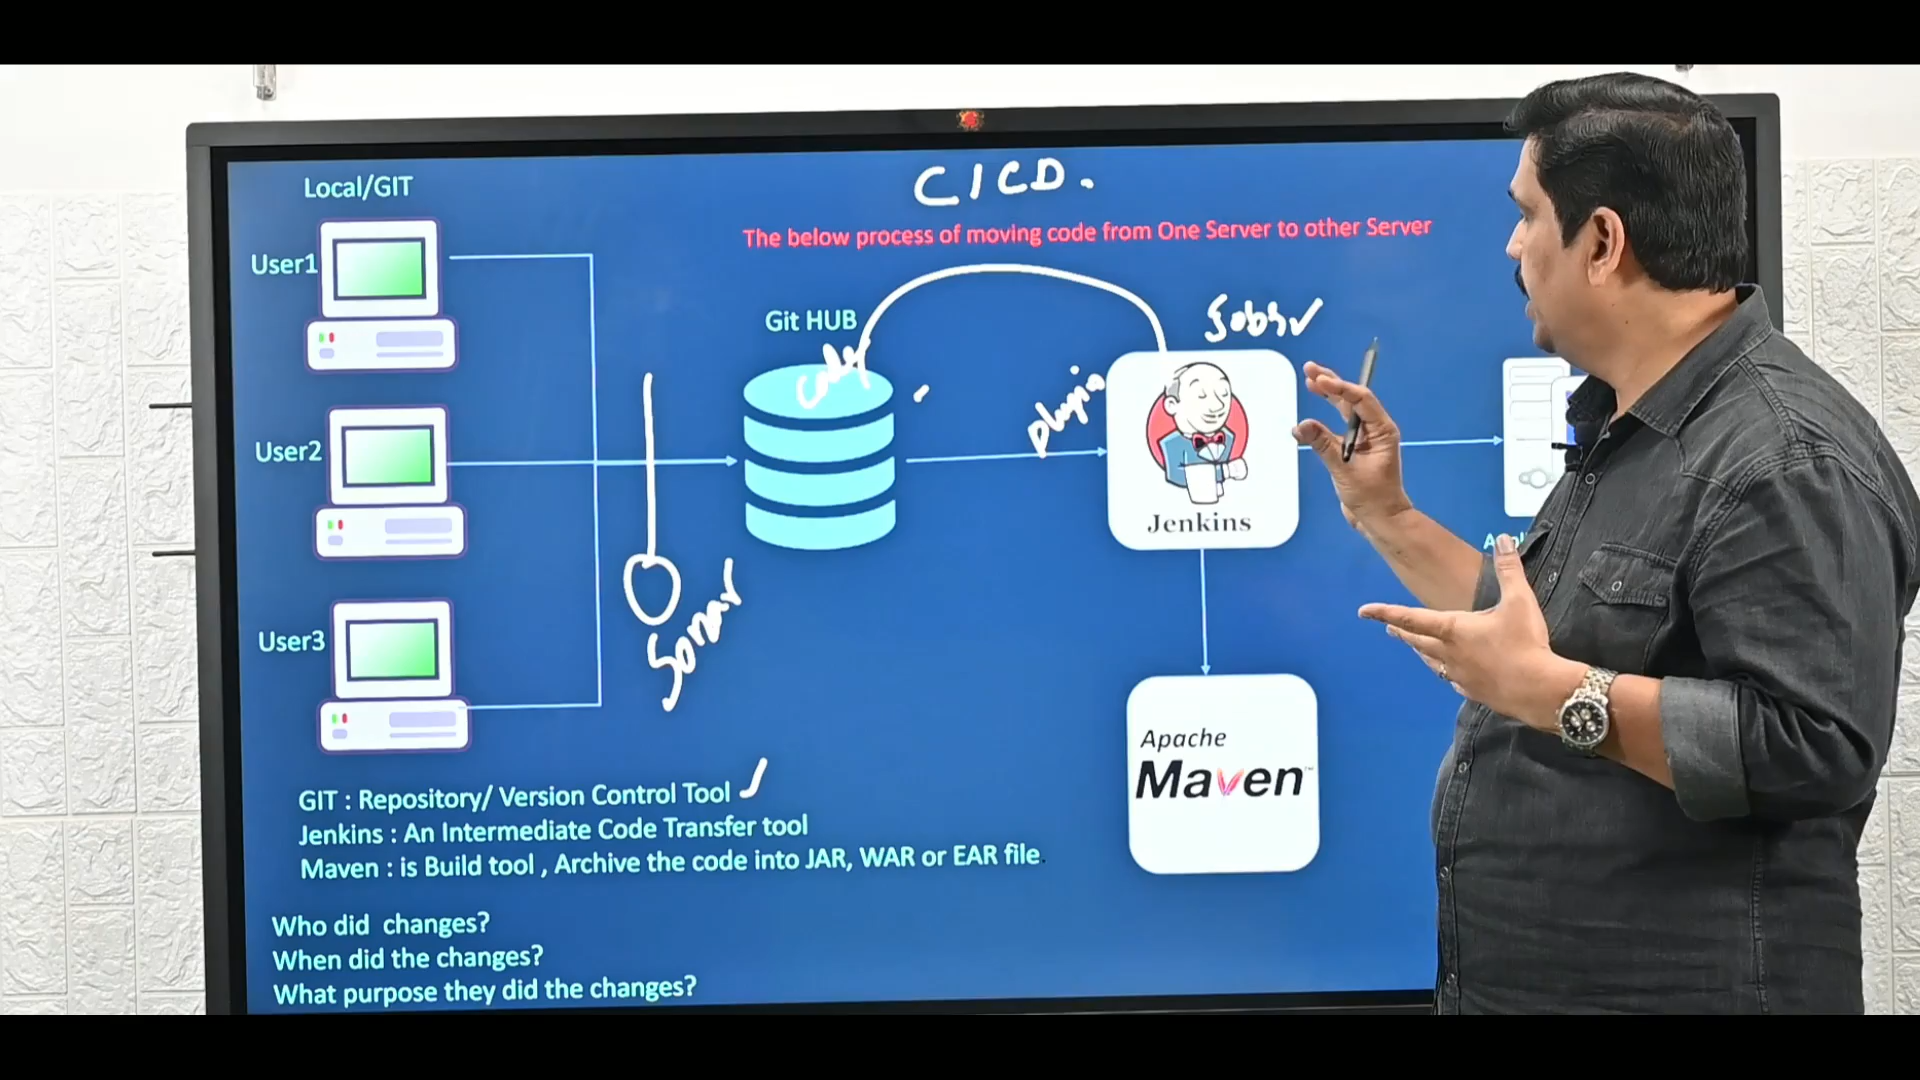 CICD.
Local/GIT
The below process of moving code from One Server to other Server
User1
Git HUB
Jobs
code
plugin
User2
Jenkins
User3
Sonar
Apache
Maven™
GIT : Repository/ Version Control Tool
Jenkins : An Intermediate Code Transfer tool
Maven : is Build tool , Archive the code into JAR, WAR or EAR file.
Who did changes?
When did the changes?
What purpose they did the changes?